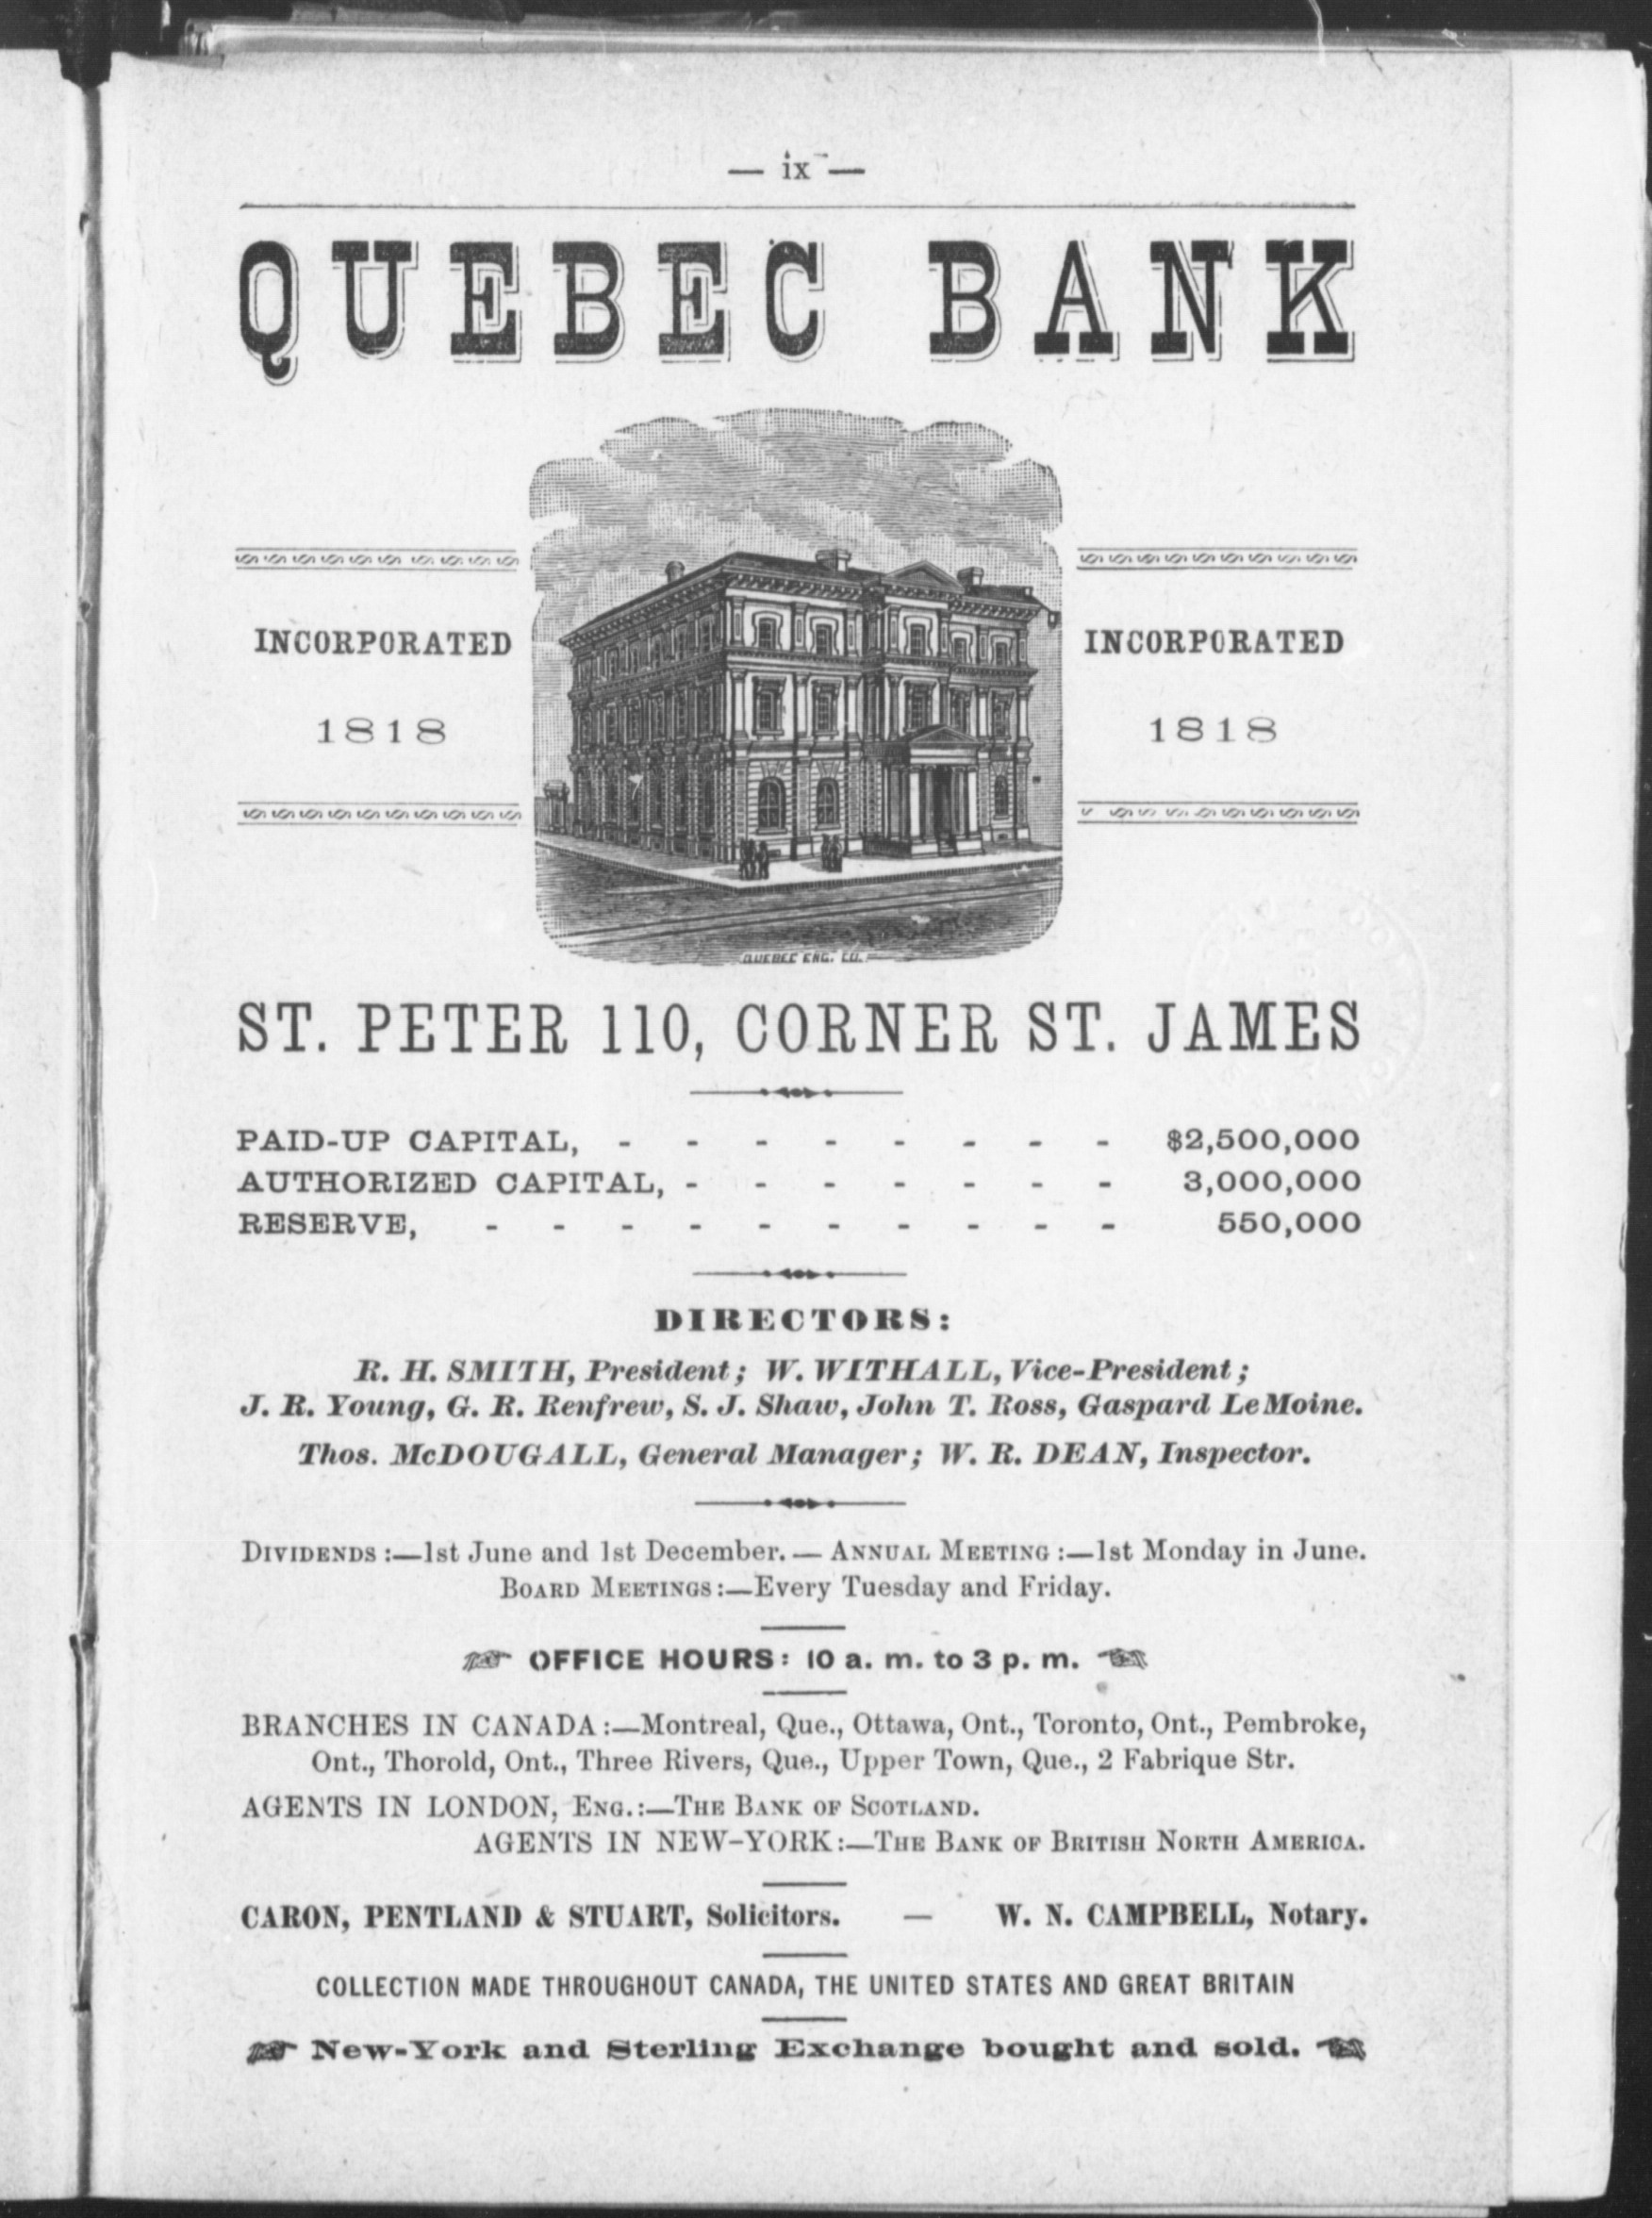 — ix —
QUEBEC BANK
INCORPORATED
1818
INCORPORATED
1818
QUEBEC ENG. CO.
ST. PETER 110, CORNER ST. JAMES
PAID-UP CAPITAL, - - - - - - - - $2,500,000
AUTHORIZED CAPITAL, - - - - - - - 3,000,000
RESERVE, - - - - - - - - - - 550,000
DIRECTORS:
R. H. SMITH, President; W. WITHALL, Vice-President;
J. R. Young, G. R. Renfrew, S. J. Shaw, John T. Ross, Gaspard LeMoine.
Thos. McDOUGALL, General Manager; W. R. DEAN, Inspector.
DIVIDENDS :—1st June and 1st December. — ANNUAL MEETING :—1st Monday in June.
BOARD MEETINGS :—Every Tuesday and Friday.
OFFICE HOURS: 10 a. m. to 3 p. m.
BRANCHES IN CANADA :—Montreal, Que., Ottawa, Ont., Toronto, Ont., Pembroke,
Ont., Thorold, Ont., Three Rivers, Que., Upper Town, Que., 2 Fabrique Str.
AGENTS IN LONDON, ENG. :—THE BANK OF SCOTLAND.
AGENTS IN NEW-YORK :—THE BANK OF BRITISH NORTH AMERICA.
CARON, PENTLAND & STUART, Solicitors. — W. N. CAMPBELL, Notary.
COLLECTION MADE THROUGHOUT CANADA, THE UNITED STATES AND GREAT BRITAIN
New-York and Sterling Exchange bought and sold.